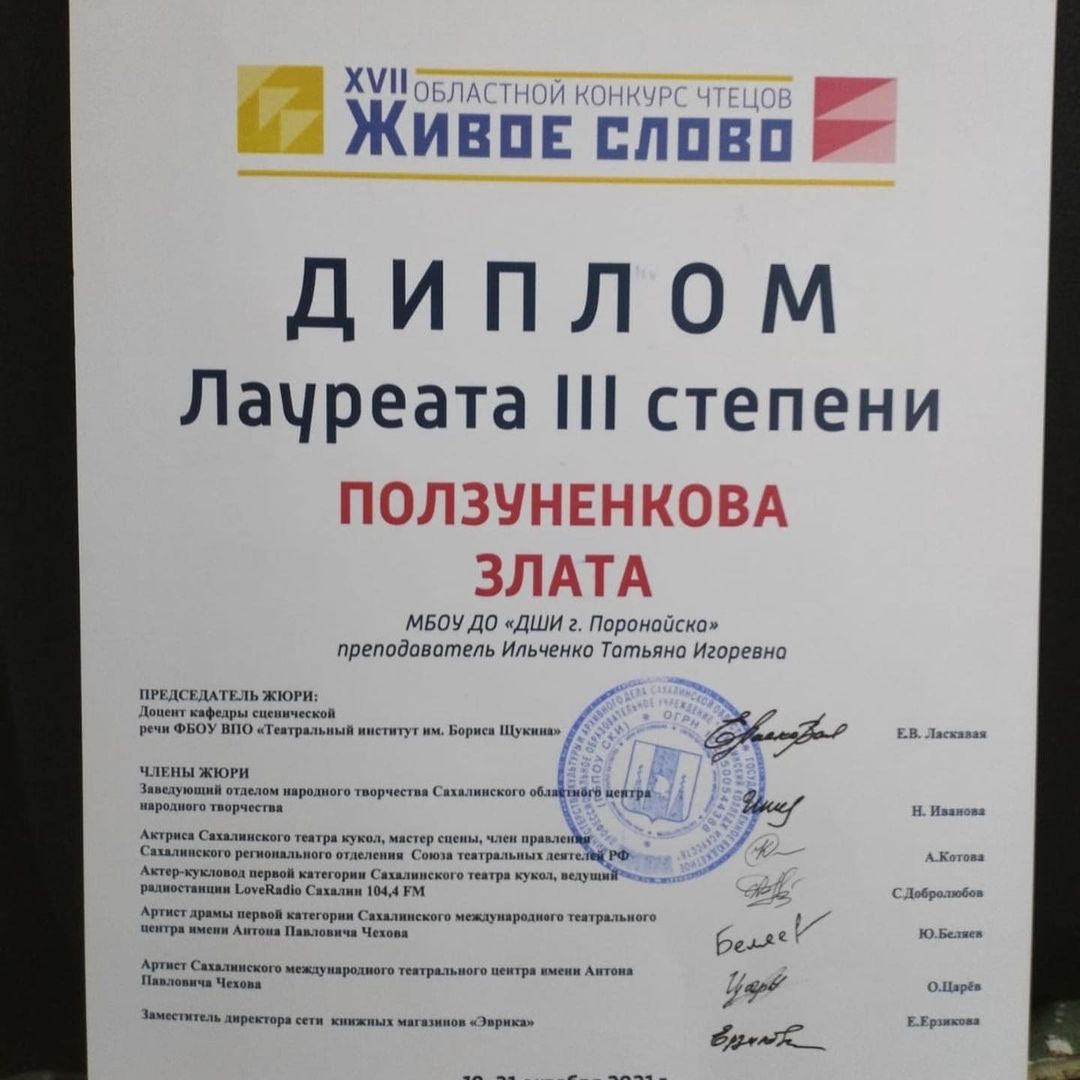 XVII ОБЛАСТНОЙ КОНКУРС ЧТЕЦОВ
ЖИВОЕ СЛОВО
ДИПЛОМ
Лауреата III степени
ПОЛЗУНЕНКОВА
ЗЛАТА
МБОУ ДО «ДШИ г. Поронайска»
преподаватель Ильченко Татьяна Игоревна
ПРЕДСЕДАТЕЛЬ ЖЮРИ:
Доцент кафедры сценической
речи ФБОУ ВПО «Театральный институт им. Бориса Щукина»
Е.В. Ласкавая
ЧЛЕНЫ ЖЮРИ
Заведующий отделом народного творчества Сахалинского областного центра
народного творчества
Н. Иванова
Актриса Сахалинского театра кукол, мастер сцены, член правления
Сахалинского регионального отделения Союза театральных деятелей РФ
А.Котова
Актер-кукловод первой категории Сахалинского театра кукол, ведущий
радиостанции LoveRadio Сахалин 104,4 FM
С.Добролюбов
Артист драмы первой категории Сахалинского международного театрального
центра имени Антона Павловича Чехова
Беляев
Ю.Беляев
Артист Сахалинского международного театрального центра имени Антона
Павловича Чехова
О.Царёв
Заместитель директора сети книжных магазинов «Эврика»
Е.Ерзикова
октября 2021 г.